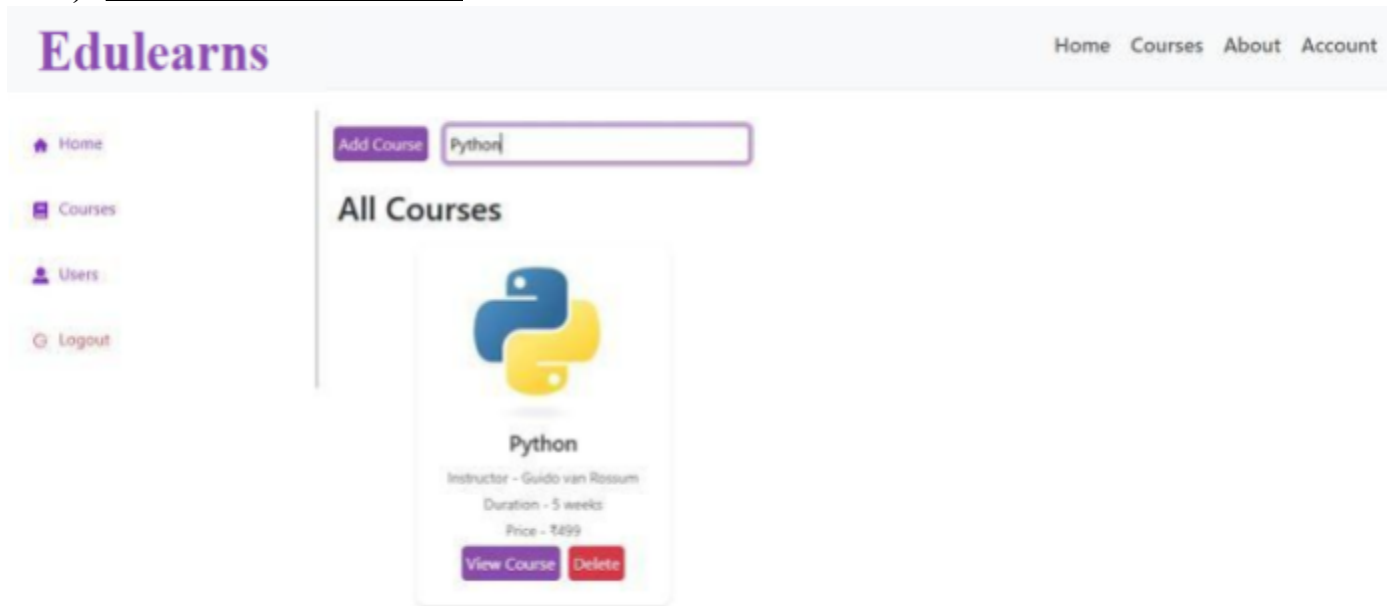 Edulearns
Home Courses About Account
Home
Add Course Python
Courses
All Courses
Users
Logout
Python
Instructor - Guido van Rossum
Duration - 5 weeks
Price - ₹499
View Course Delete